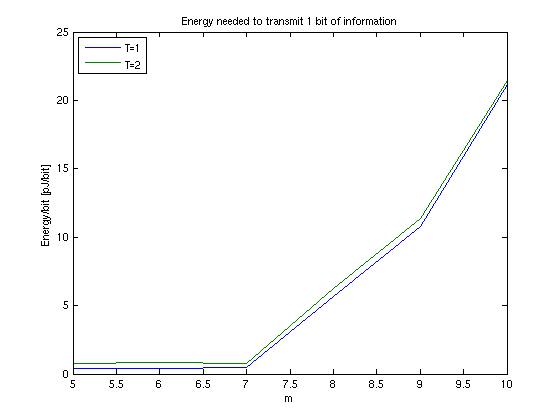 Energy needed to transmit 1 bit of information
25
20
15
10
5
0
Energy/bit [pJ/bit]
T=1
T=2
5 5.5 6 6.5 7 7.5 8 8.5 9 9.5 10
m